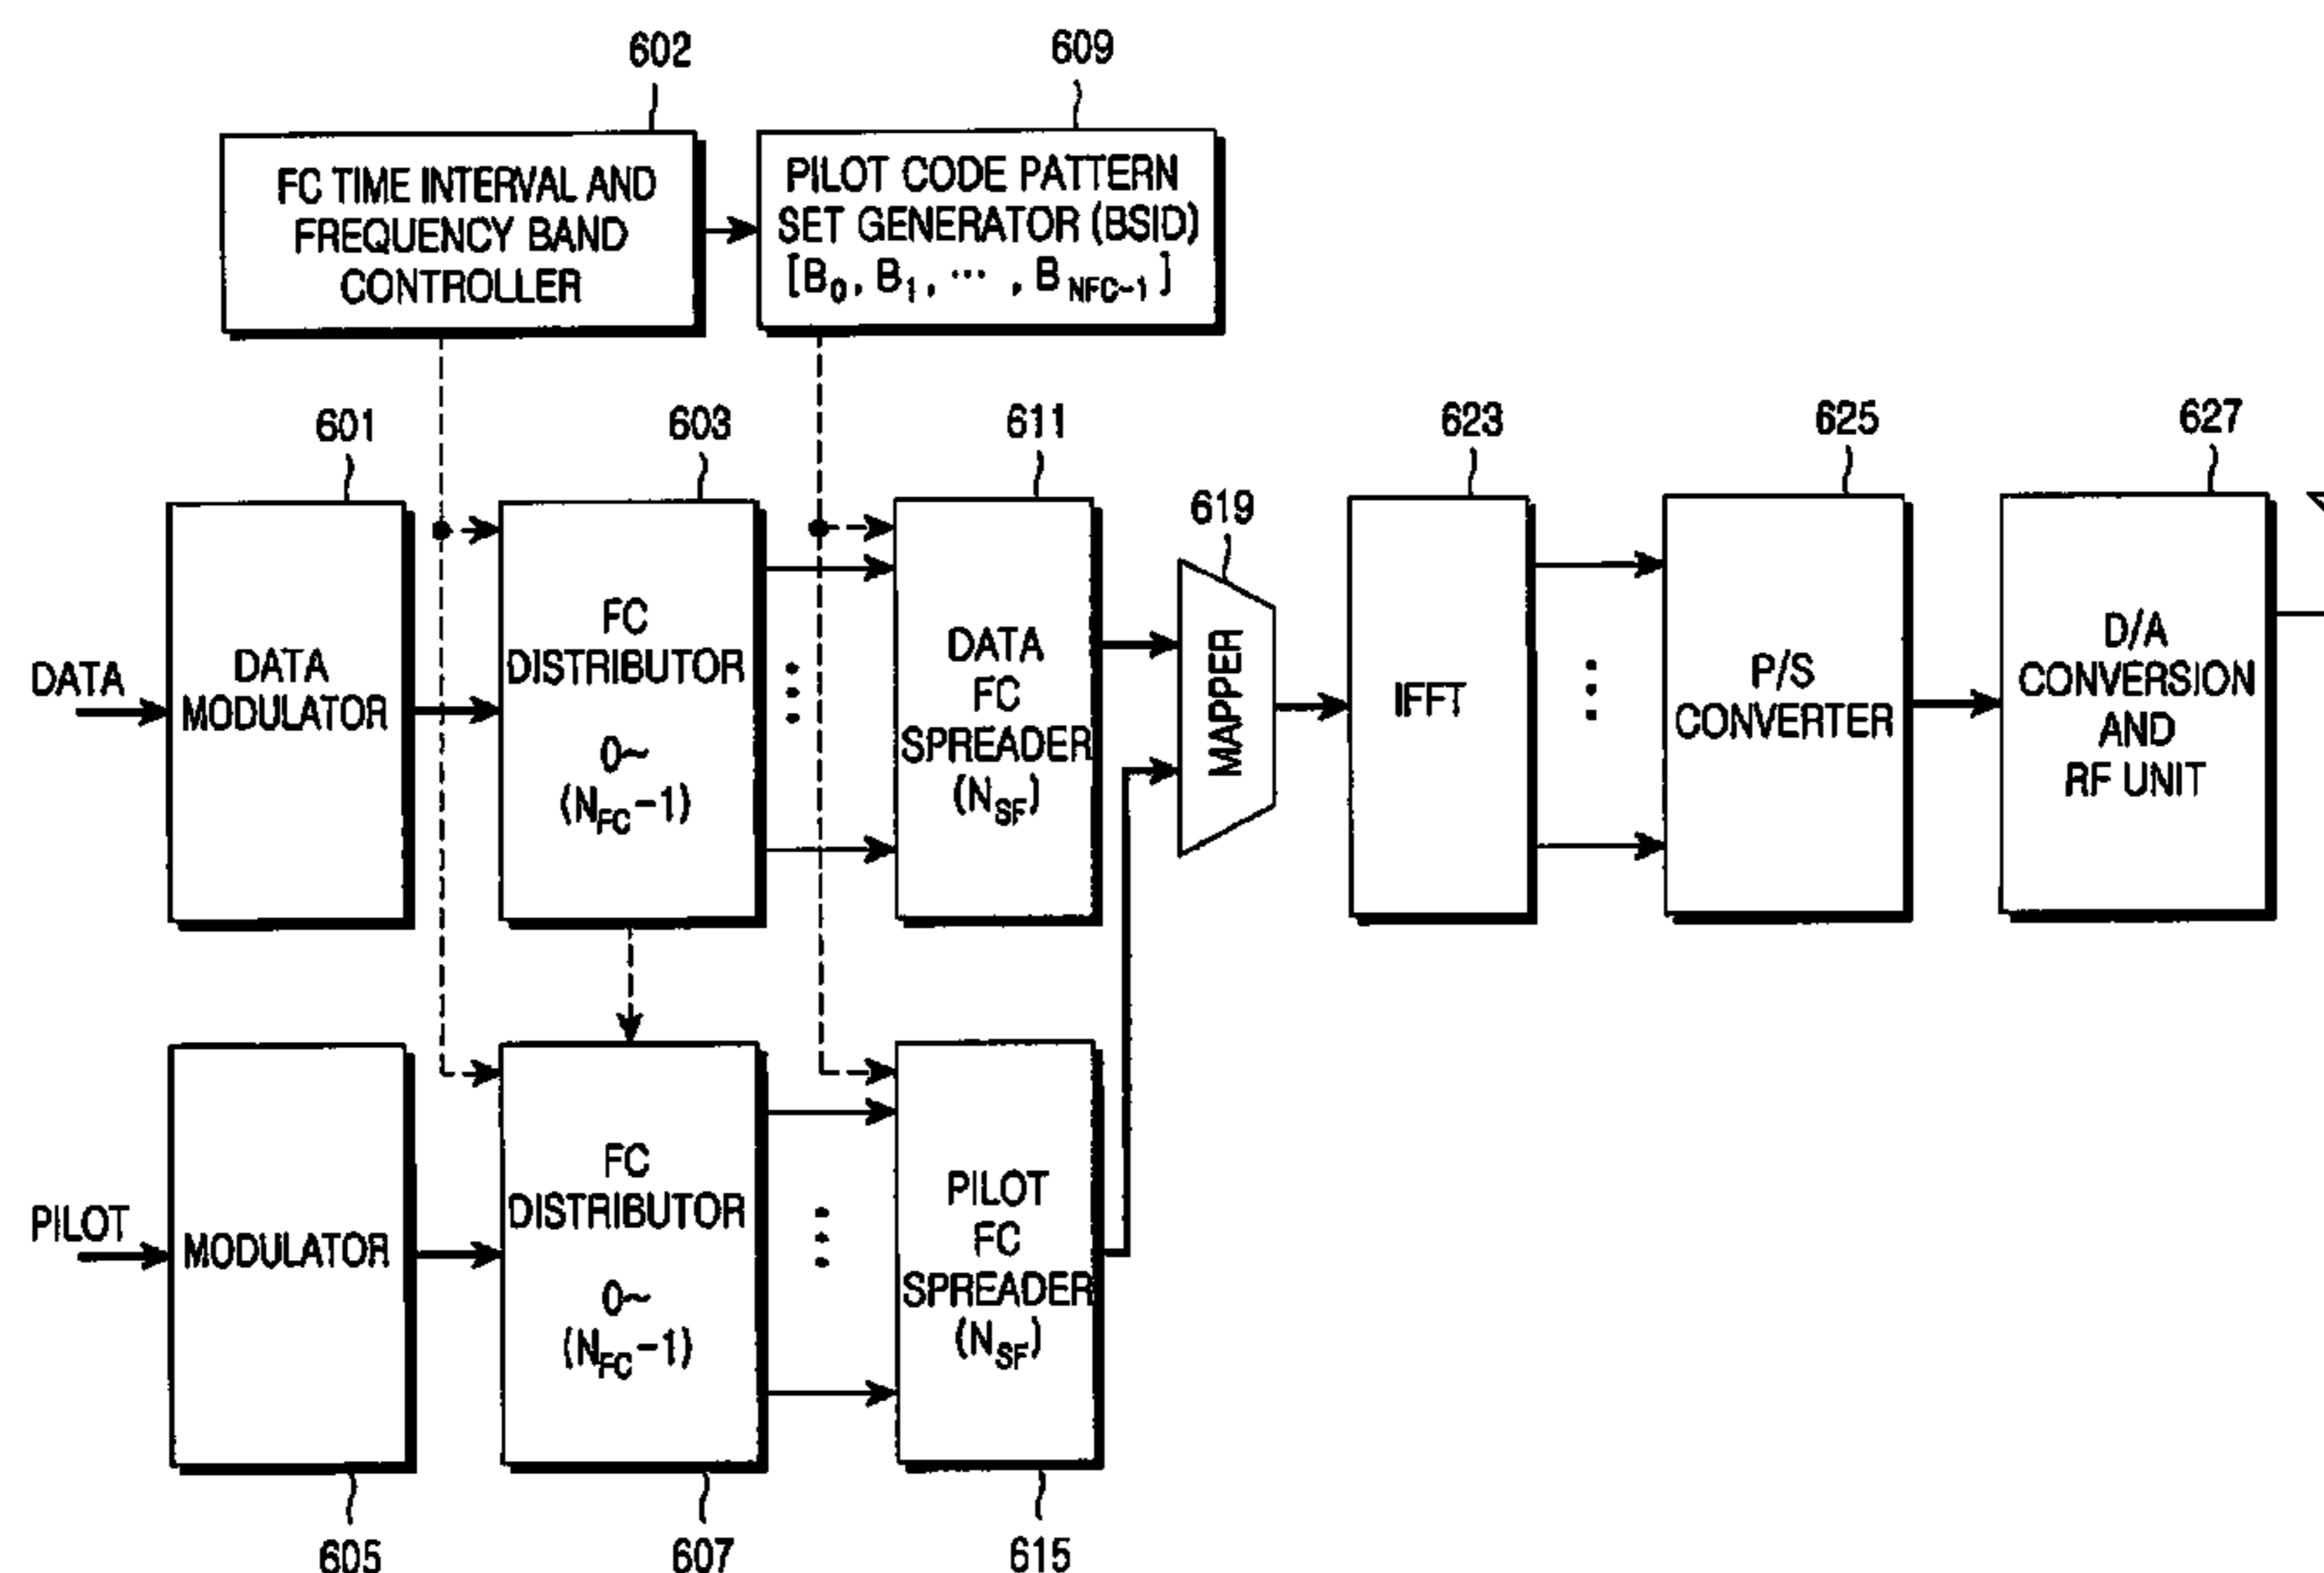 602
609
FC TIME INTERVAL AND
FREQUENCY BAND
CONTROLLER
PILOT CODE PATTERN
SET GENERATOR (BSID)
[B0, B1, ··· , BNFC-1]
601
603
611
619
623
625
627
DATA
DATA
MODULATOR
FC
DISTRIBUTOR
0~
(NFC-1)
DATA
FC
SPREADER
(NSF)
MAPPER
IFFT
P/S
CONVERTER
D/A
CONVERSION
AND
RF UNIT
PILOT
MODULATOR
FC
DISTRIBUTOR
0~
(NFC-1)
PILOT
FC
SPREADER
(NSF)
605
607
615